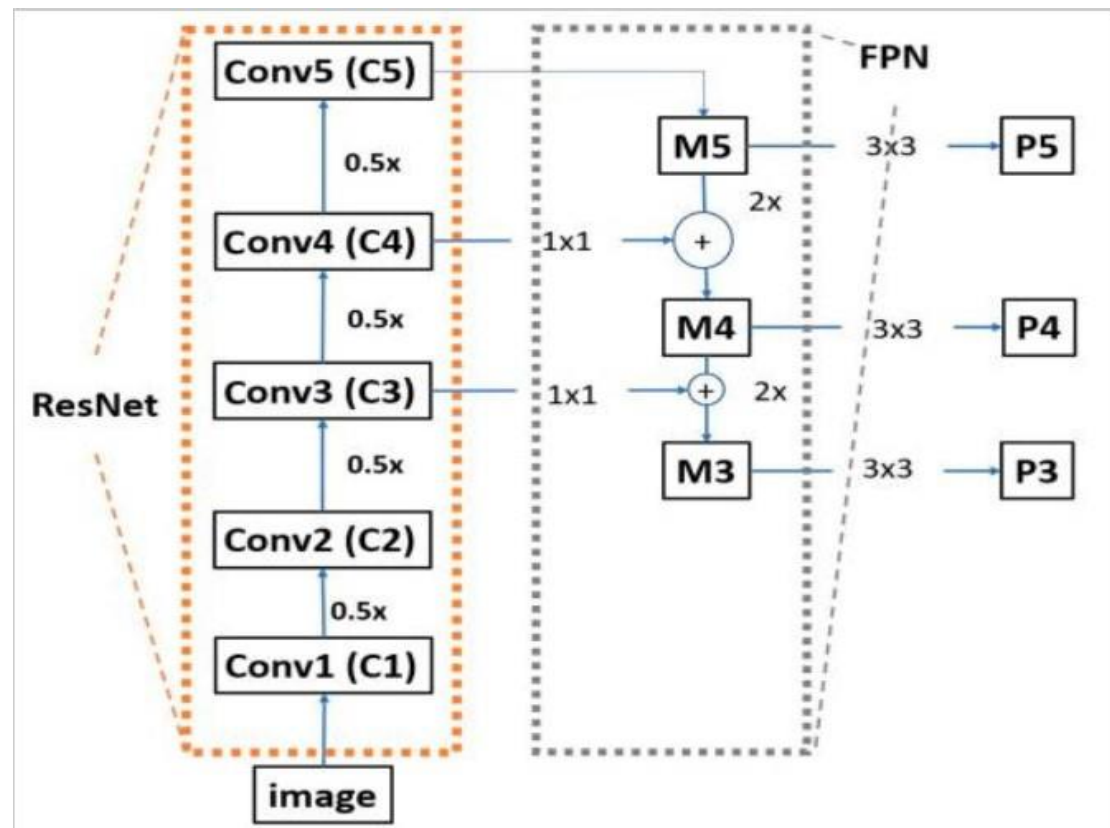 Conv5 (C5)
FPN
M5
3x3
P5
0.5x
2x
Conv4 (C4)
1x1
+
0.5x
M4
3x3
P4
Conv3 (C3)
1x1
+
2x
ResNet
0.5x
M3
3x3
P3
Conv2 (C2)
0.5x
Conv1 (C1)
image